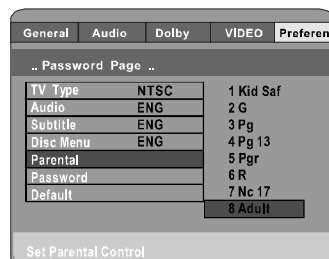 General Audio Dolby VIDEO Preferen
.. Password Page ..
TV Type NTSC 1 Kid Saf
Audio ENG 2 G
Subtitle ENG 3 Pg
Disc Menu ENG 4 Pg 13
Parental 5 Pgr
Password 6 R
Default 7 Nc 17
8 Adult
Set Parental Control